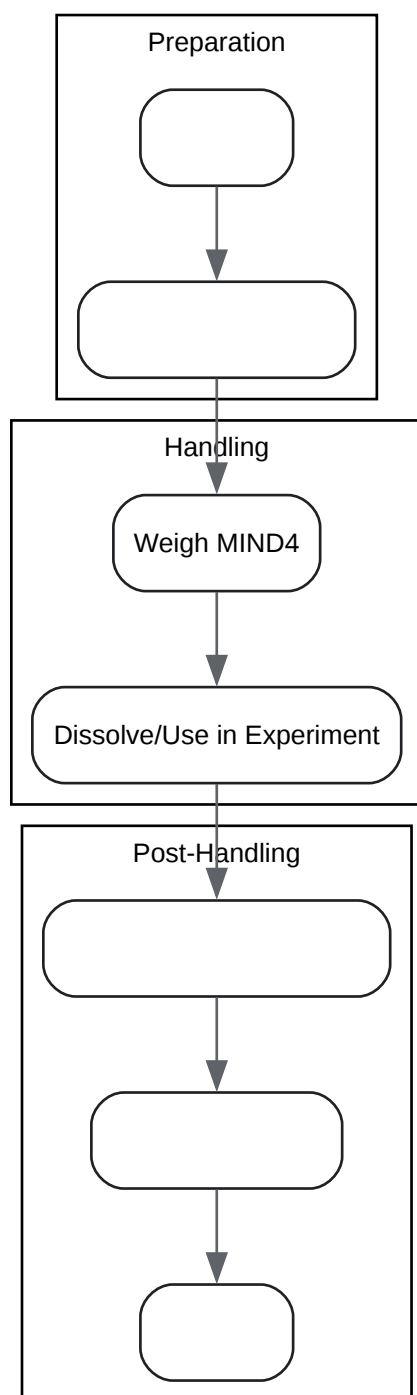 Preparation
Handling
Weigh MIND4
Dissolve/Use in Experiment
Post-Handling